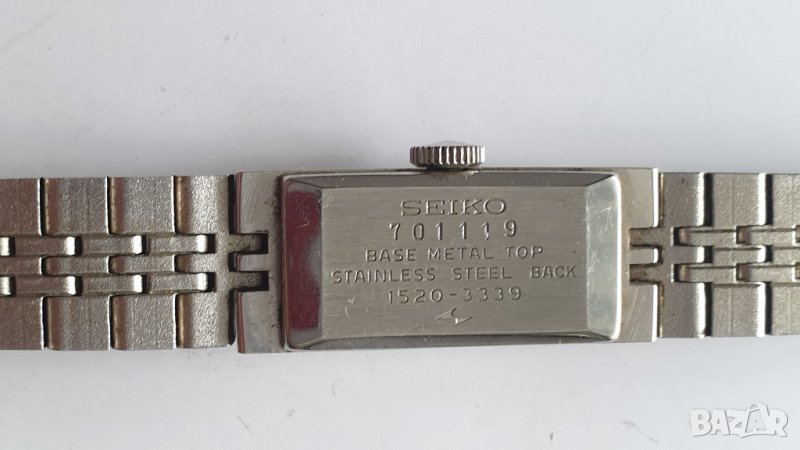 SEIKO
701119
BASE METAL TOP
STAINLESS STEEL BACK
1520-3339
BAZAR